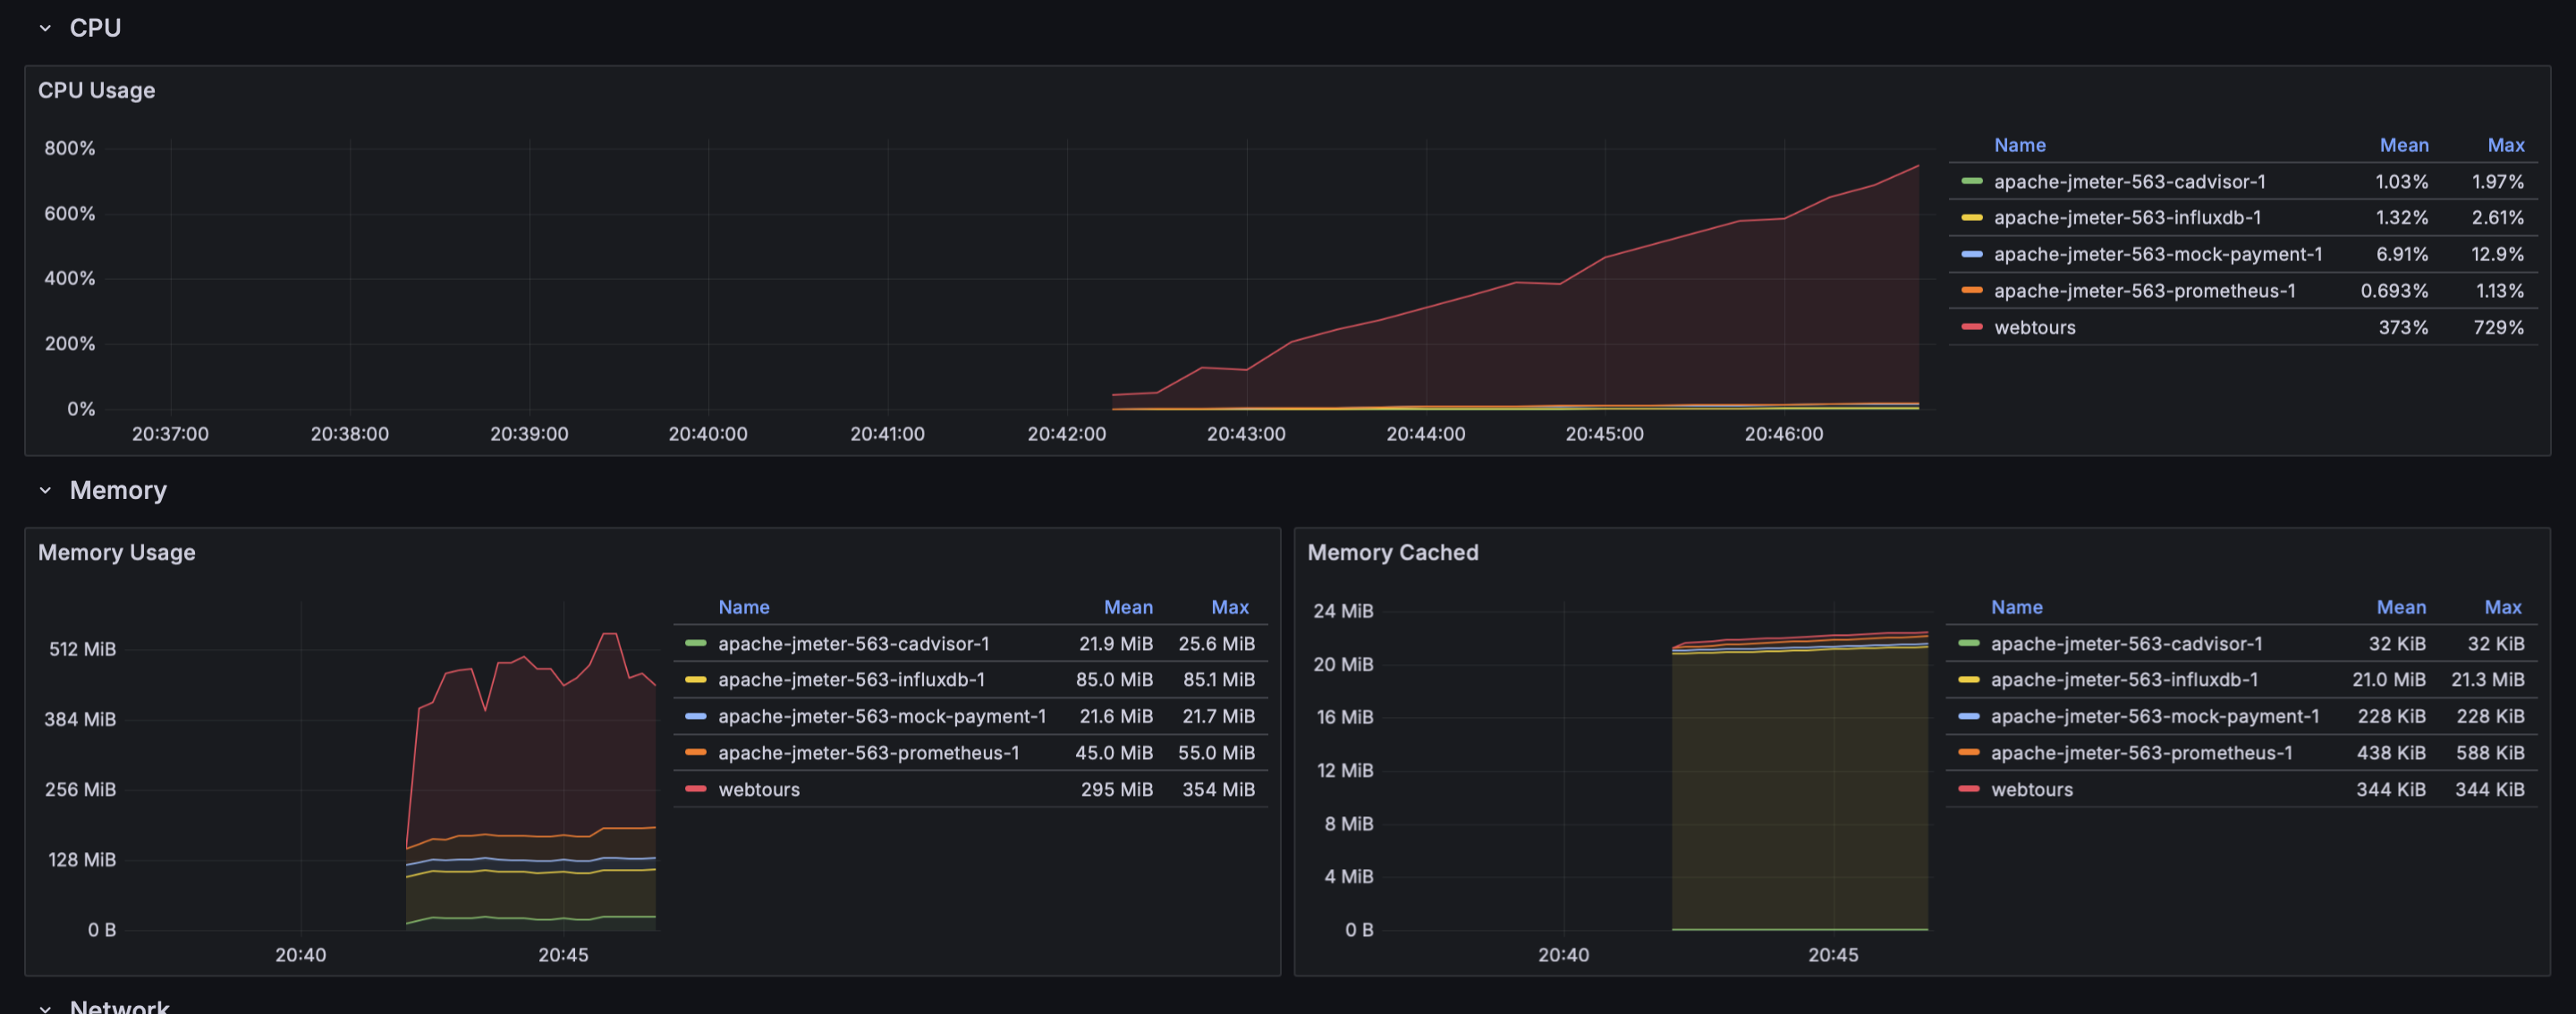 CPU
CPU Usage
800%
600%
400%
200%
0%
20:37:00 20:38:00 20:39:00 20:40:00 20:41:00 20:42:00 20:43:00 20:44:00 20:45:00 20:46:00
Name Mean Max
apache-jmeter-563-cadvisor-1 1.03% 1.97%
apache-jmeter-563-influxdb-1 1.32% 2.61%
apache-jmeter-563-mock-payment-1 6.91% 12.9%
apache-jmeter-563-prometheus-1 0.693% 1.13%
webtours 373% 729%
Memory
Memory Usage
512 MiB
384 MiB
256 MiB
128 MiB
0 B
20:40 20:45
Name Mean Max
apache-jmeter-563-cadvisor-1 21.9 MiB 25.6 MiB
apache-jmeter-563-influxdb-1 85.0 MiB 85.1 MiB
apache-jmeter-563-mock-payment-1 21.6 MiB 21.7 MiB
apache-jmeter-563-prometheus-1 45.0 MiB 55.0 MiB
webtours 295 MiB 354 MiB
Memory Cached
24 MiB
20 MiB
16 MiB
12 MiB
8 MiB
4 MiB
0 B
20:40 20:45
Name Mean Max
apache-jmeter-563-cadvisor-1 32 KiB 32 KiB
apache-jmeter-563-influxdb-1 21.0 MiB 21.3 MiB
apache-jmeter-563-mock-payment-1 228 KiB 228 KiB
apache-jmeter-563-prometheus-1 438 KiB 588 KiB
webtours 344 KiB 344 KiB
Network